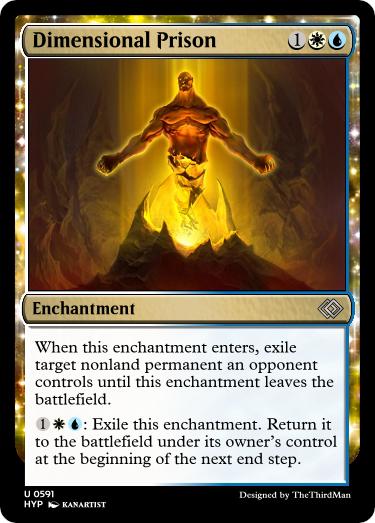 Dimensional Prison 1
Enchantment
When this enchantment enters, exile
target nonland permanent an opponent
controls until this enchantment leaves the
battlefield.
1 : Exile this enchantment. Return it
to the battlefield under its owner's control
at the beginning of the next end step.
U 0591
HYP KANARTIST
Designed by TheThirdMan